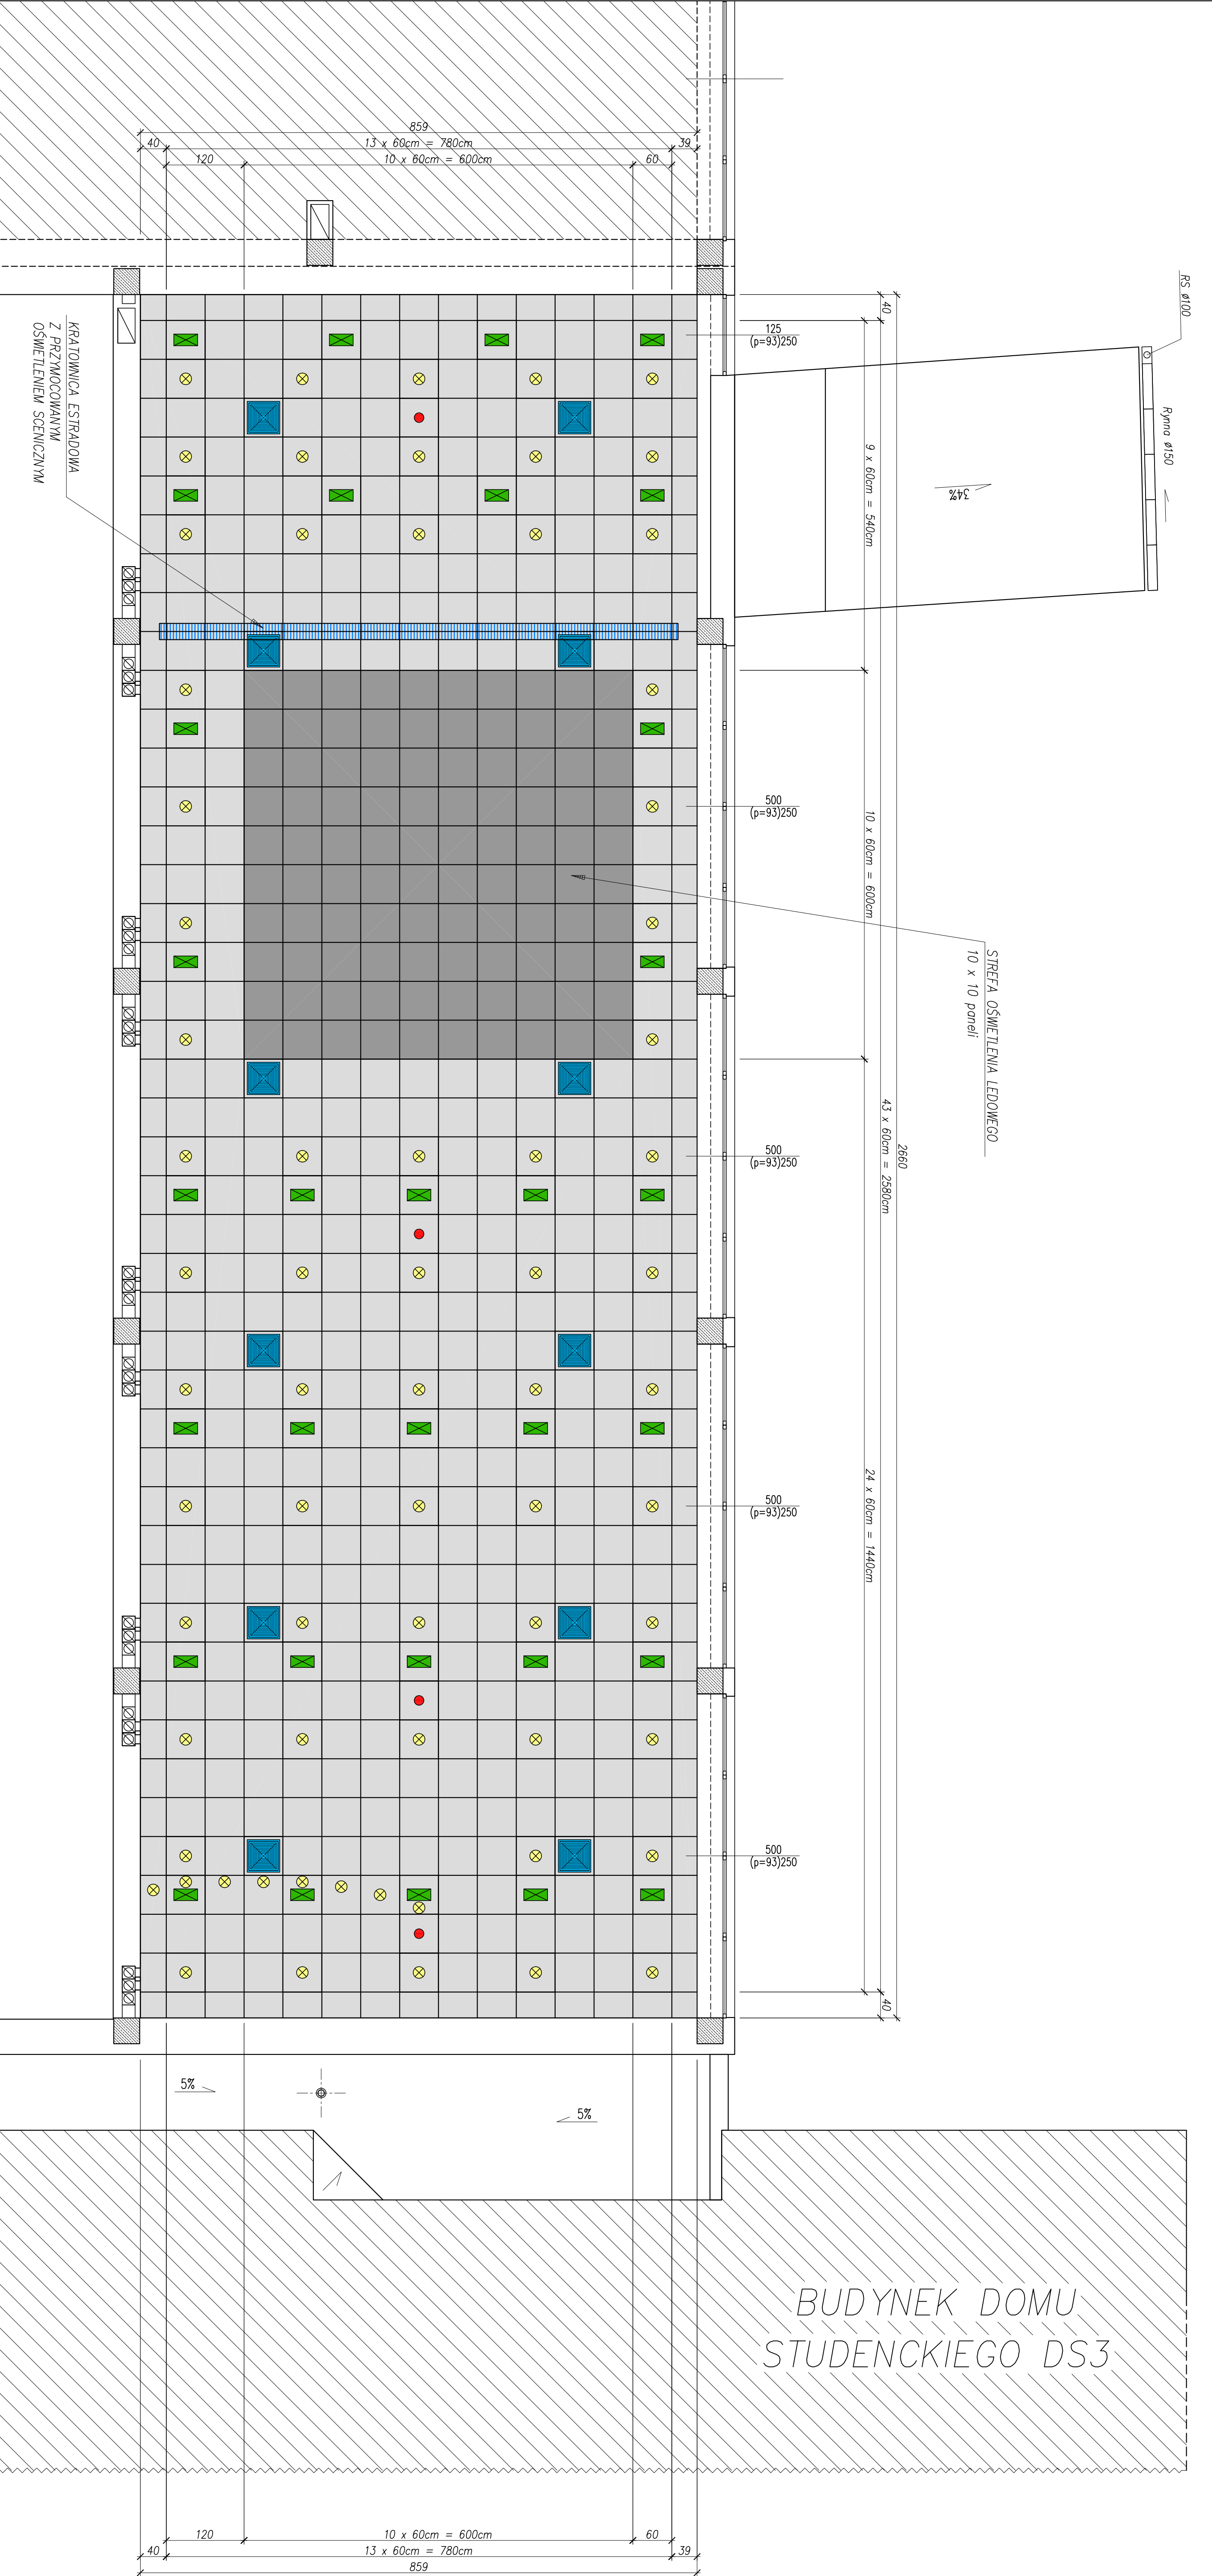 859
40
13 x 60cm = 780cm
39
120
10 x 60cm = 600cm
60
RS ø100
Rynna ø150
34%
40
125
(p=93)250
9 x 60cm = 540cm
KRATOWNICA ESTRADOWA
Z PRZYMOCOWANYM
OŚWIETLENIEM SCENICZNYM
500
(p=93)250
10 x 60cm = 600cm
STREFA OŚWIETLENIA LEDOWEGO
10 x 10 paneli
2660
43 x 60cm = 2580cm
500
(p=93)250
24 x 60cm = 1440cm
500
(p=93)250
500
(p=93)250
40
5%
5%
BUDYNEK DOMU
STUDENCKIEGO DS3
120
10 x 60cm = 600cm
60
40
13 x 60cm = 780cm
39
859